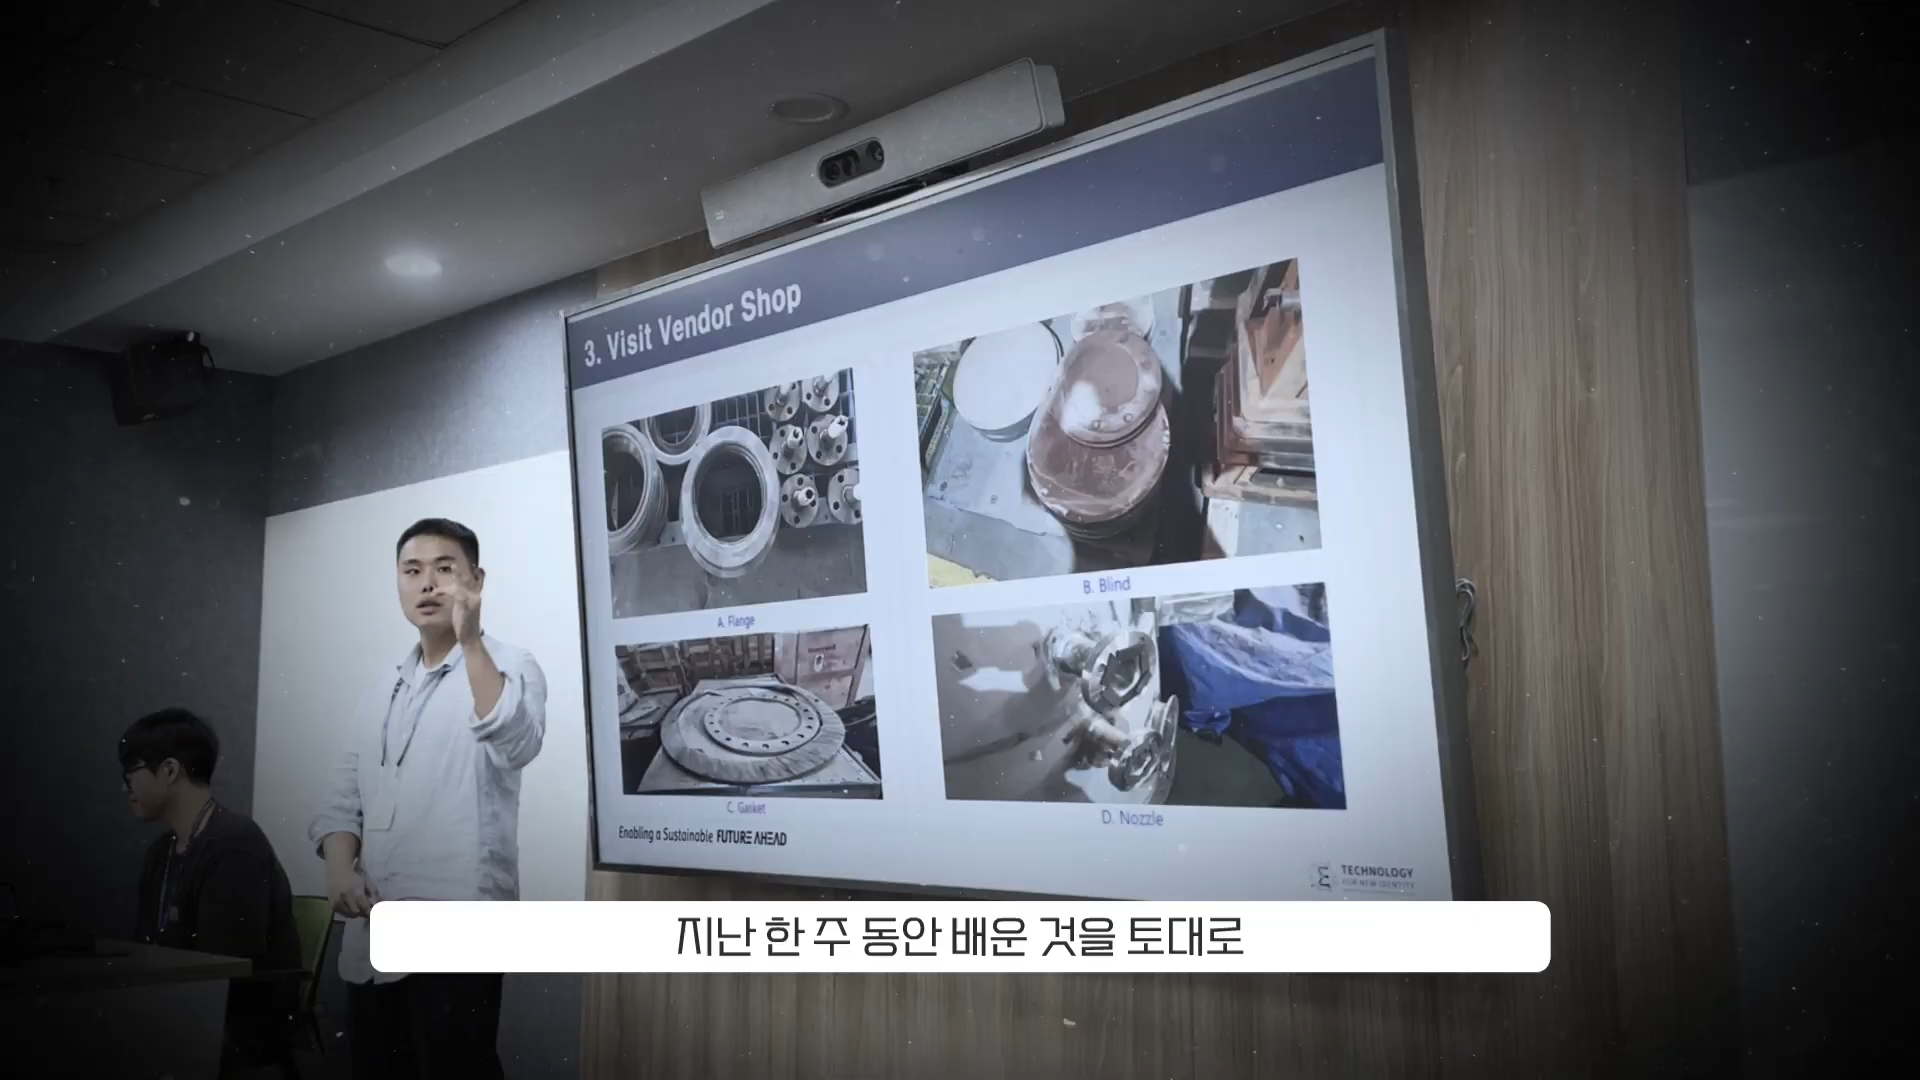 3. Visit Vendor Shop
A. Flange
B. Blind
C. Gasket
D. Nozzle
Enabling a Sustainable FUTURE AHEAD
TECHNOLOGY
FOR NEW IDENTITY
지난 한 주 동안 배운 것을 토대로